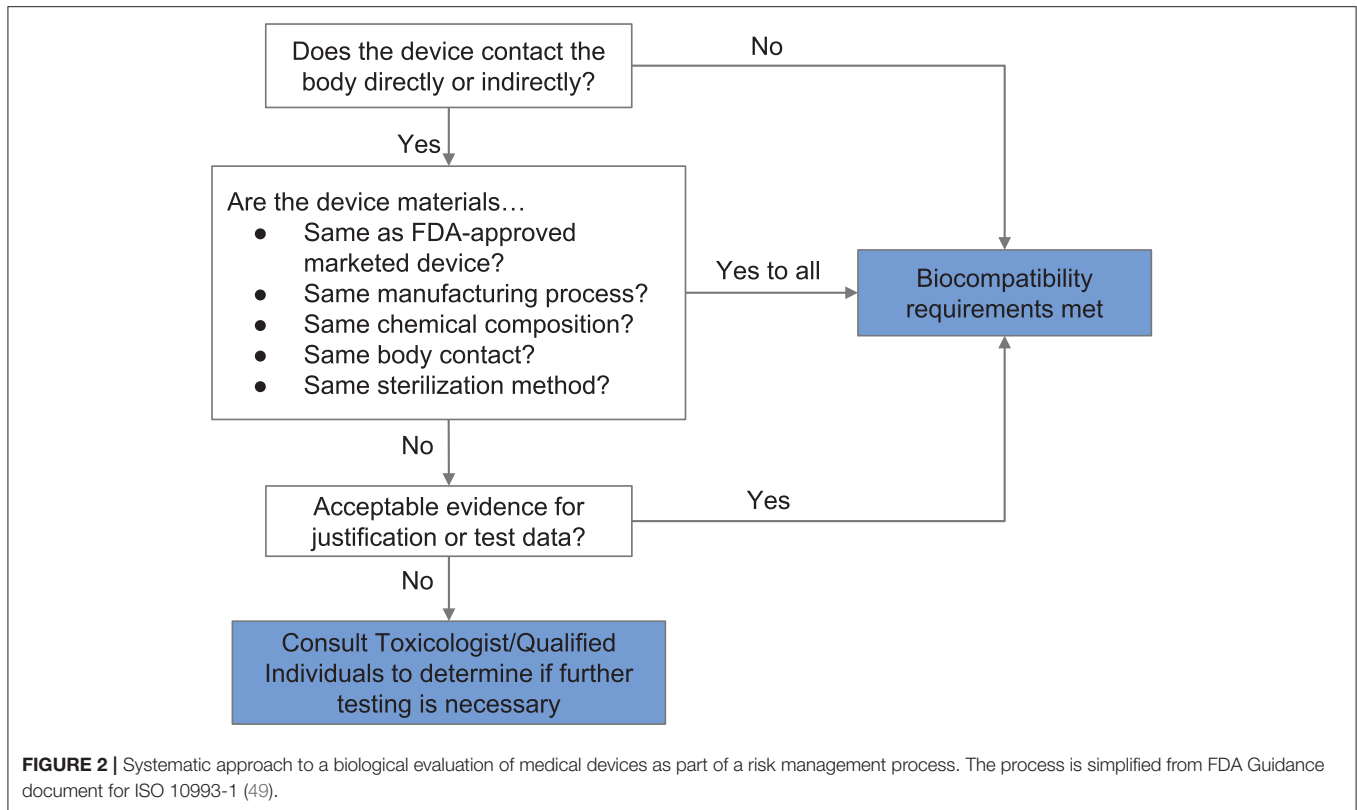 Does the device contact the
body directly or indirectly?
No
Yes
Are the device materials…
● Same as FDA-approved
marketed device?
● Same manufacturing process?
● Same chemical composition?
● Same body contact?
● Same sterilization method?
Yes to all
Biocompatibility
requirements met
No
Acceptable evidence for
justification or test data?
Yes
No
Consult Toxicologist/Qualified
Individuals to determine if further
testing is necessary
FIGURE 2 | Systematic approach to a biological evaluation of medical devices as part of a risk management process. The process is simplified from FDA Guidance
document for ISO 10993-1 (49).